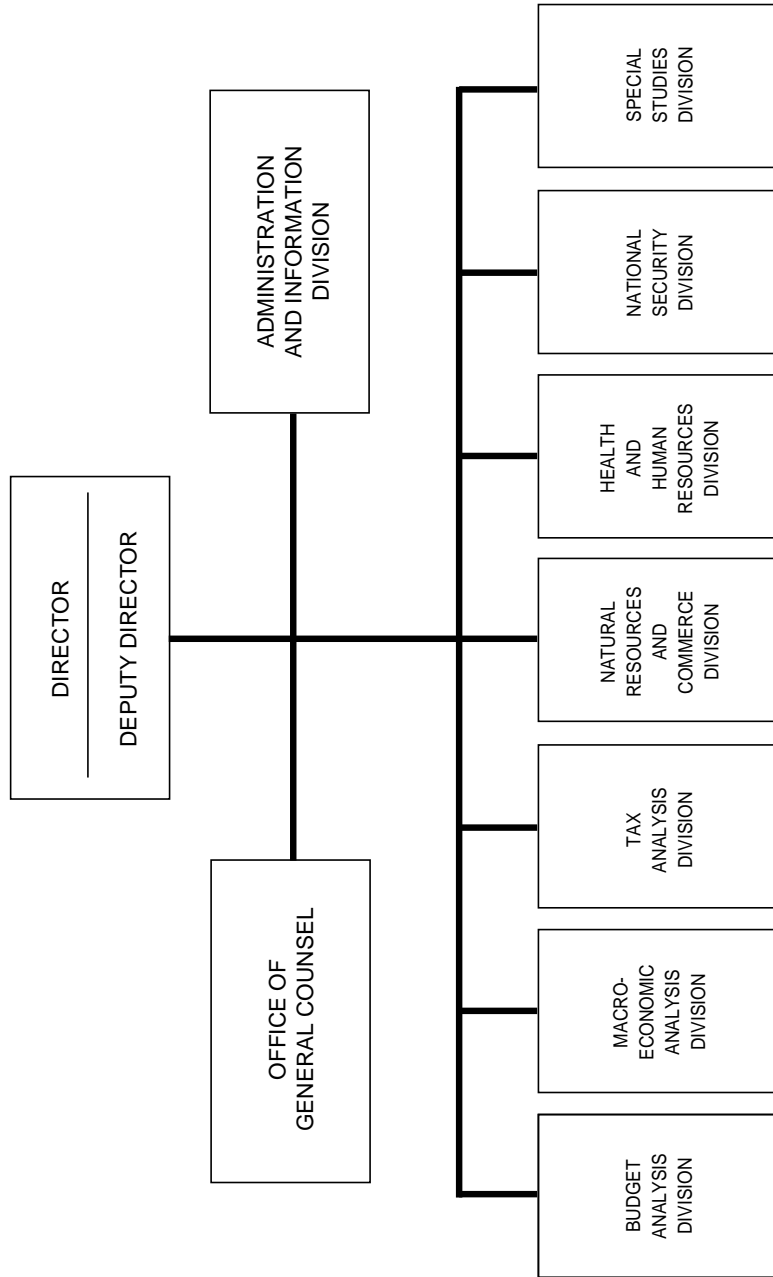 DIRECTOR
DEPUTY DIRECTOR
OFFICE OF
GENERAL COUNSEL
ADMINISTRATION
AND INFORMATION
DIVISION
BUDGET
ANALYSIS
DIVISION
MACRO-
ECONOMIC
ANALYSIS
DIVISION
TAX
ANALYSIS
DIVISION
NATURAL
RESOURCES
AND
COMMERCE
DIVISION
HEALTH
AND
HUMAN
RESOURCES
DIVISION
NATIONAL
SECURITY
DIVISION
SPECIAL
STUDIES
DIVISION